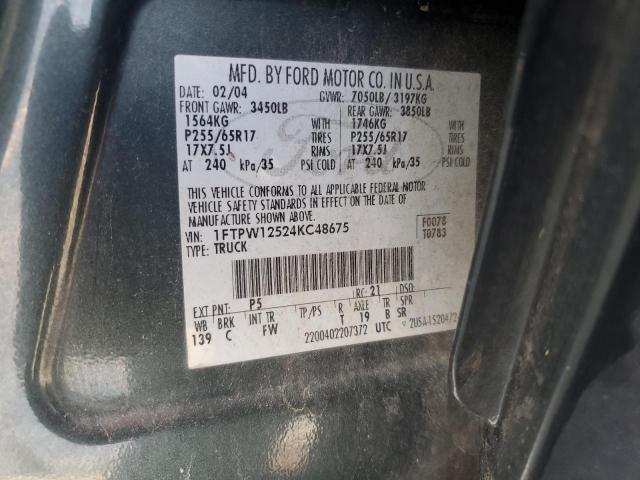 MFD. BY FORD MOTOR CO. IN U.S.A.
DATE: 02/04 GVWR: 7050LB/ 3197KG
FRONT GAWR: 3450LB REAR GAWR: 3850LB
1564KG WITH 1746KG WITH
P255/65R17 TIRES P255/65R17 TIRES
17X7.5J RIMS 17X7.5J RIMS
AT 240 kPa/35 PSI COLD AT 240 kPa/35 PSI COLD
Ford
THIS VEHICLE CONFORMS TO ALL APPLICABLE FEDERAL MOTOR
VEHICLE SAFETY STANDARDS IN EFFECT ON THE DATE OF
MANUFACTURE SHOWN ABOVE.
VIN: 1FTPW12524KC48675 F0078
TYPE: TRUCK T0783
EXT PNT: P5 RC: 21 DSO:
WB BRK INT TR TP/PS R AXLE TR SPR
139 C FW T 19 B SR
2200402207372 UTC